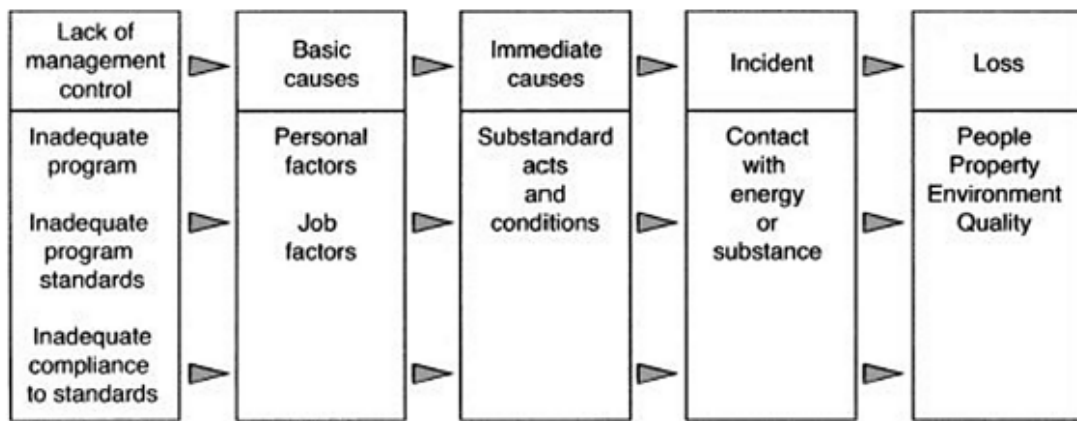 Lack of
management
control
Basic
causes
Immediate
causes
Incident
Loss
Inadequate
program
Inadequate
program
standards
Inadequate
compliance
to standards
Personal
factors
Job
factors
Substandard
acts
and
conditions
Contact
with
energy
or
substance
People
Property
Environment
Quality